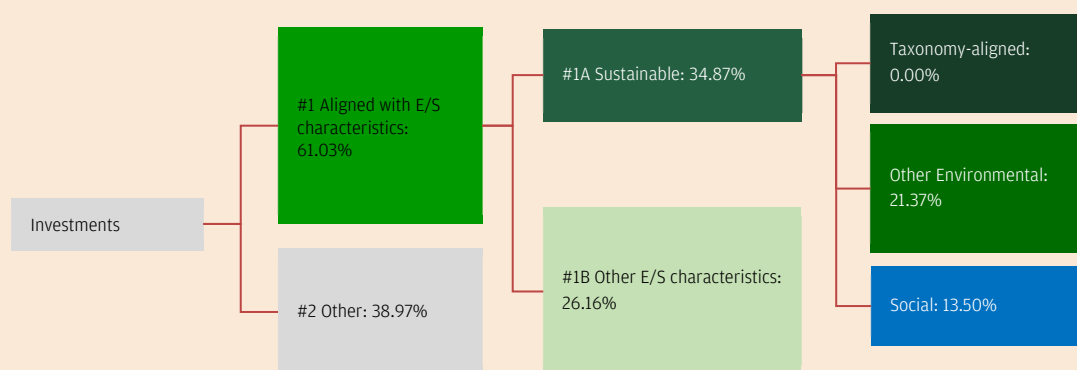 Investments
#1 Aligned with E/S
characteristics:
61.03%
#2 Other: 38.97%
#1A Sustainable: 34.87%
#1B Other E/S characteristics:
26.16%
Taxonomy-aligned:
0.00%
Other Environmental:
21.37%
Social: 13.50%